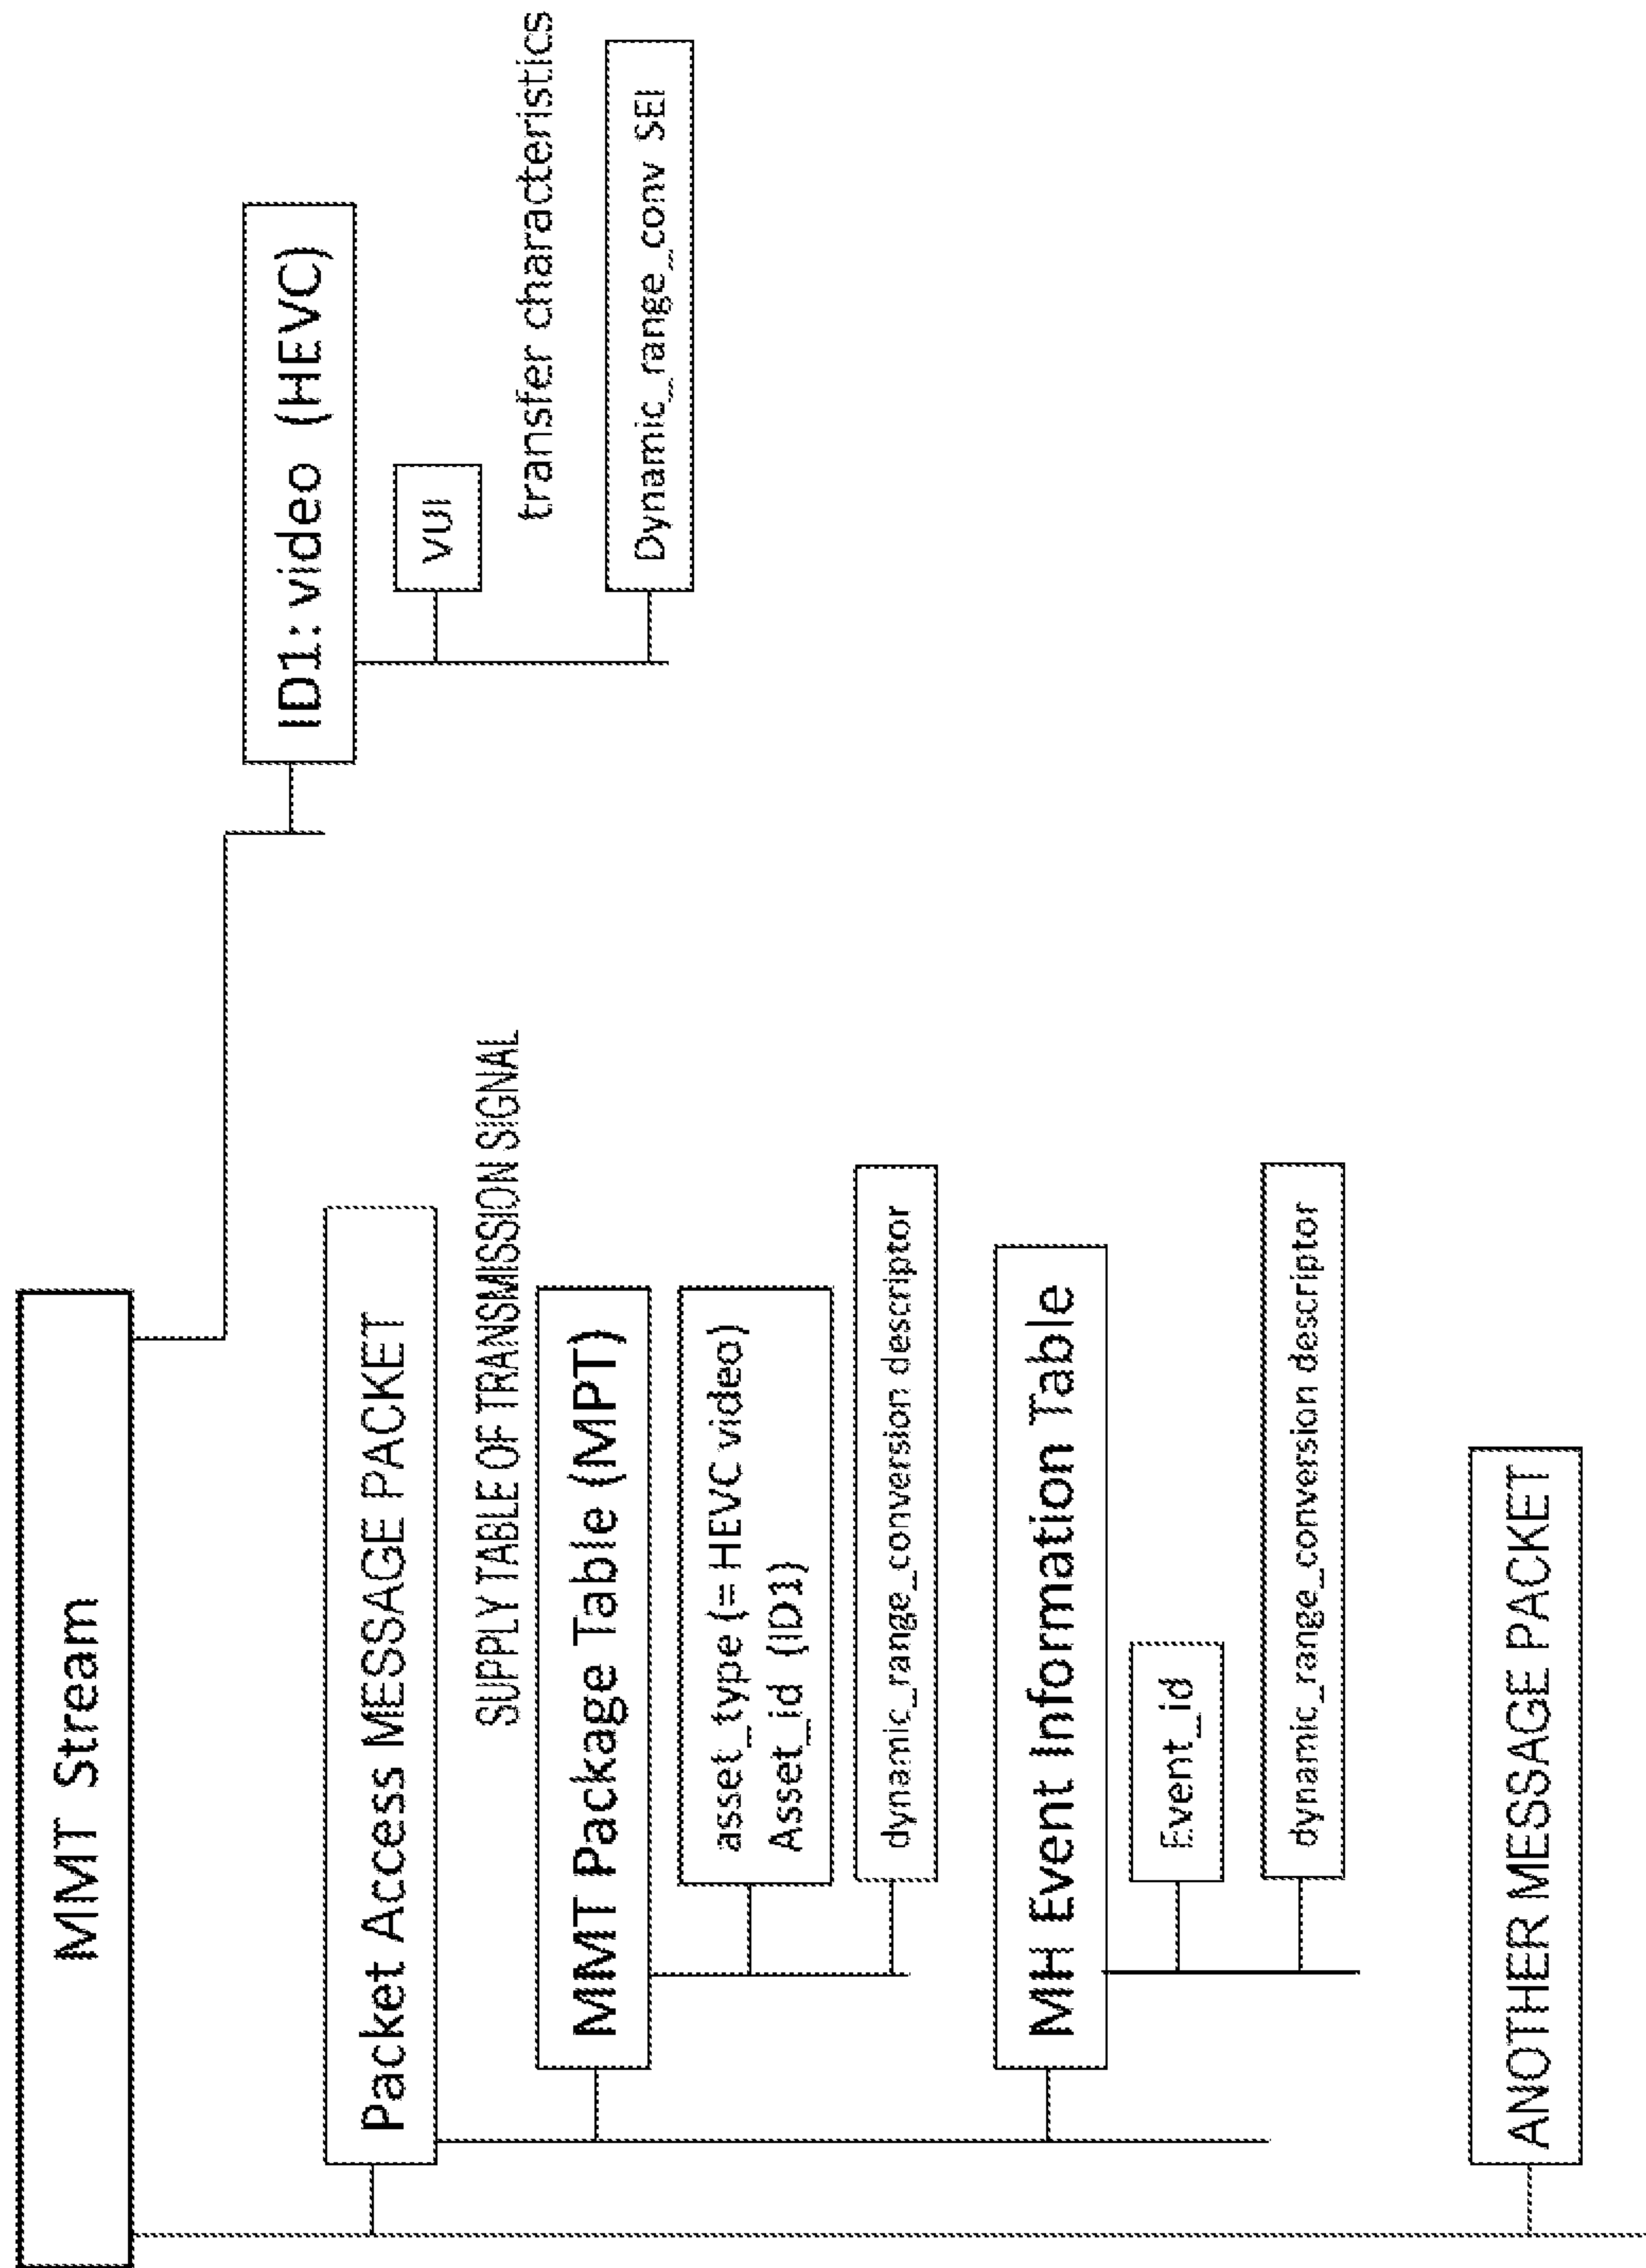 MMT Stream
Packet Access MESSAGE PACKET
SUPPLY TABLE OF TRANSMISSION SIGNAL
MMT Package Table (MPT)
asset_type (= HEVC video)
Asset_id (ID1)
dynamic_range_conversion descriptor
MH Event Information Table
Event_id
dynamic_range_conversion descriptor
ANOTHER MESSAGE PACKET
ID1: video (HEVC)
VUI
transfer characteristics
Dynamic_range_conv SEI